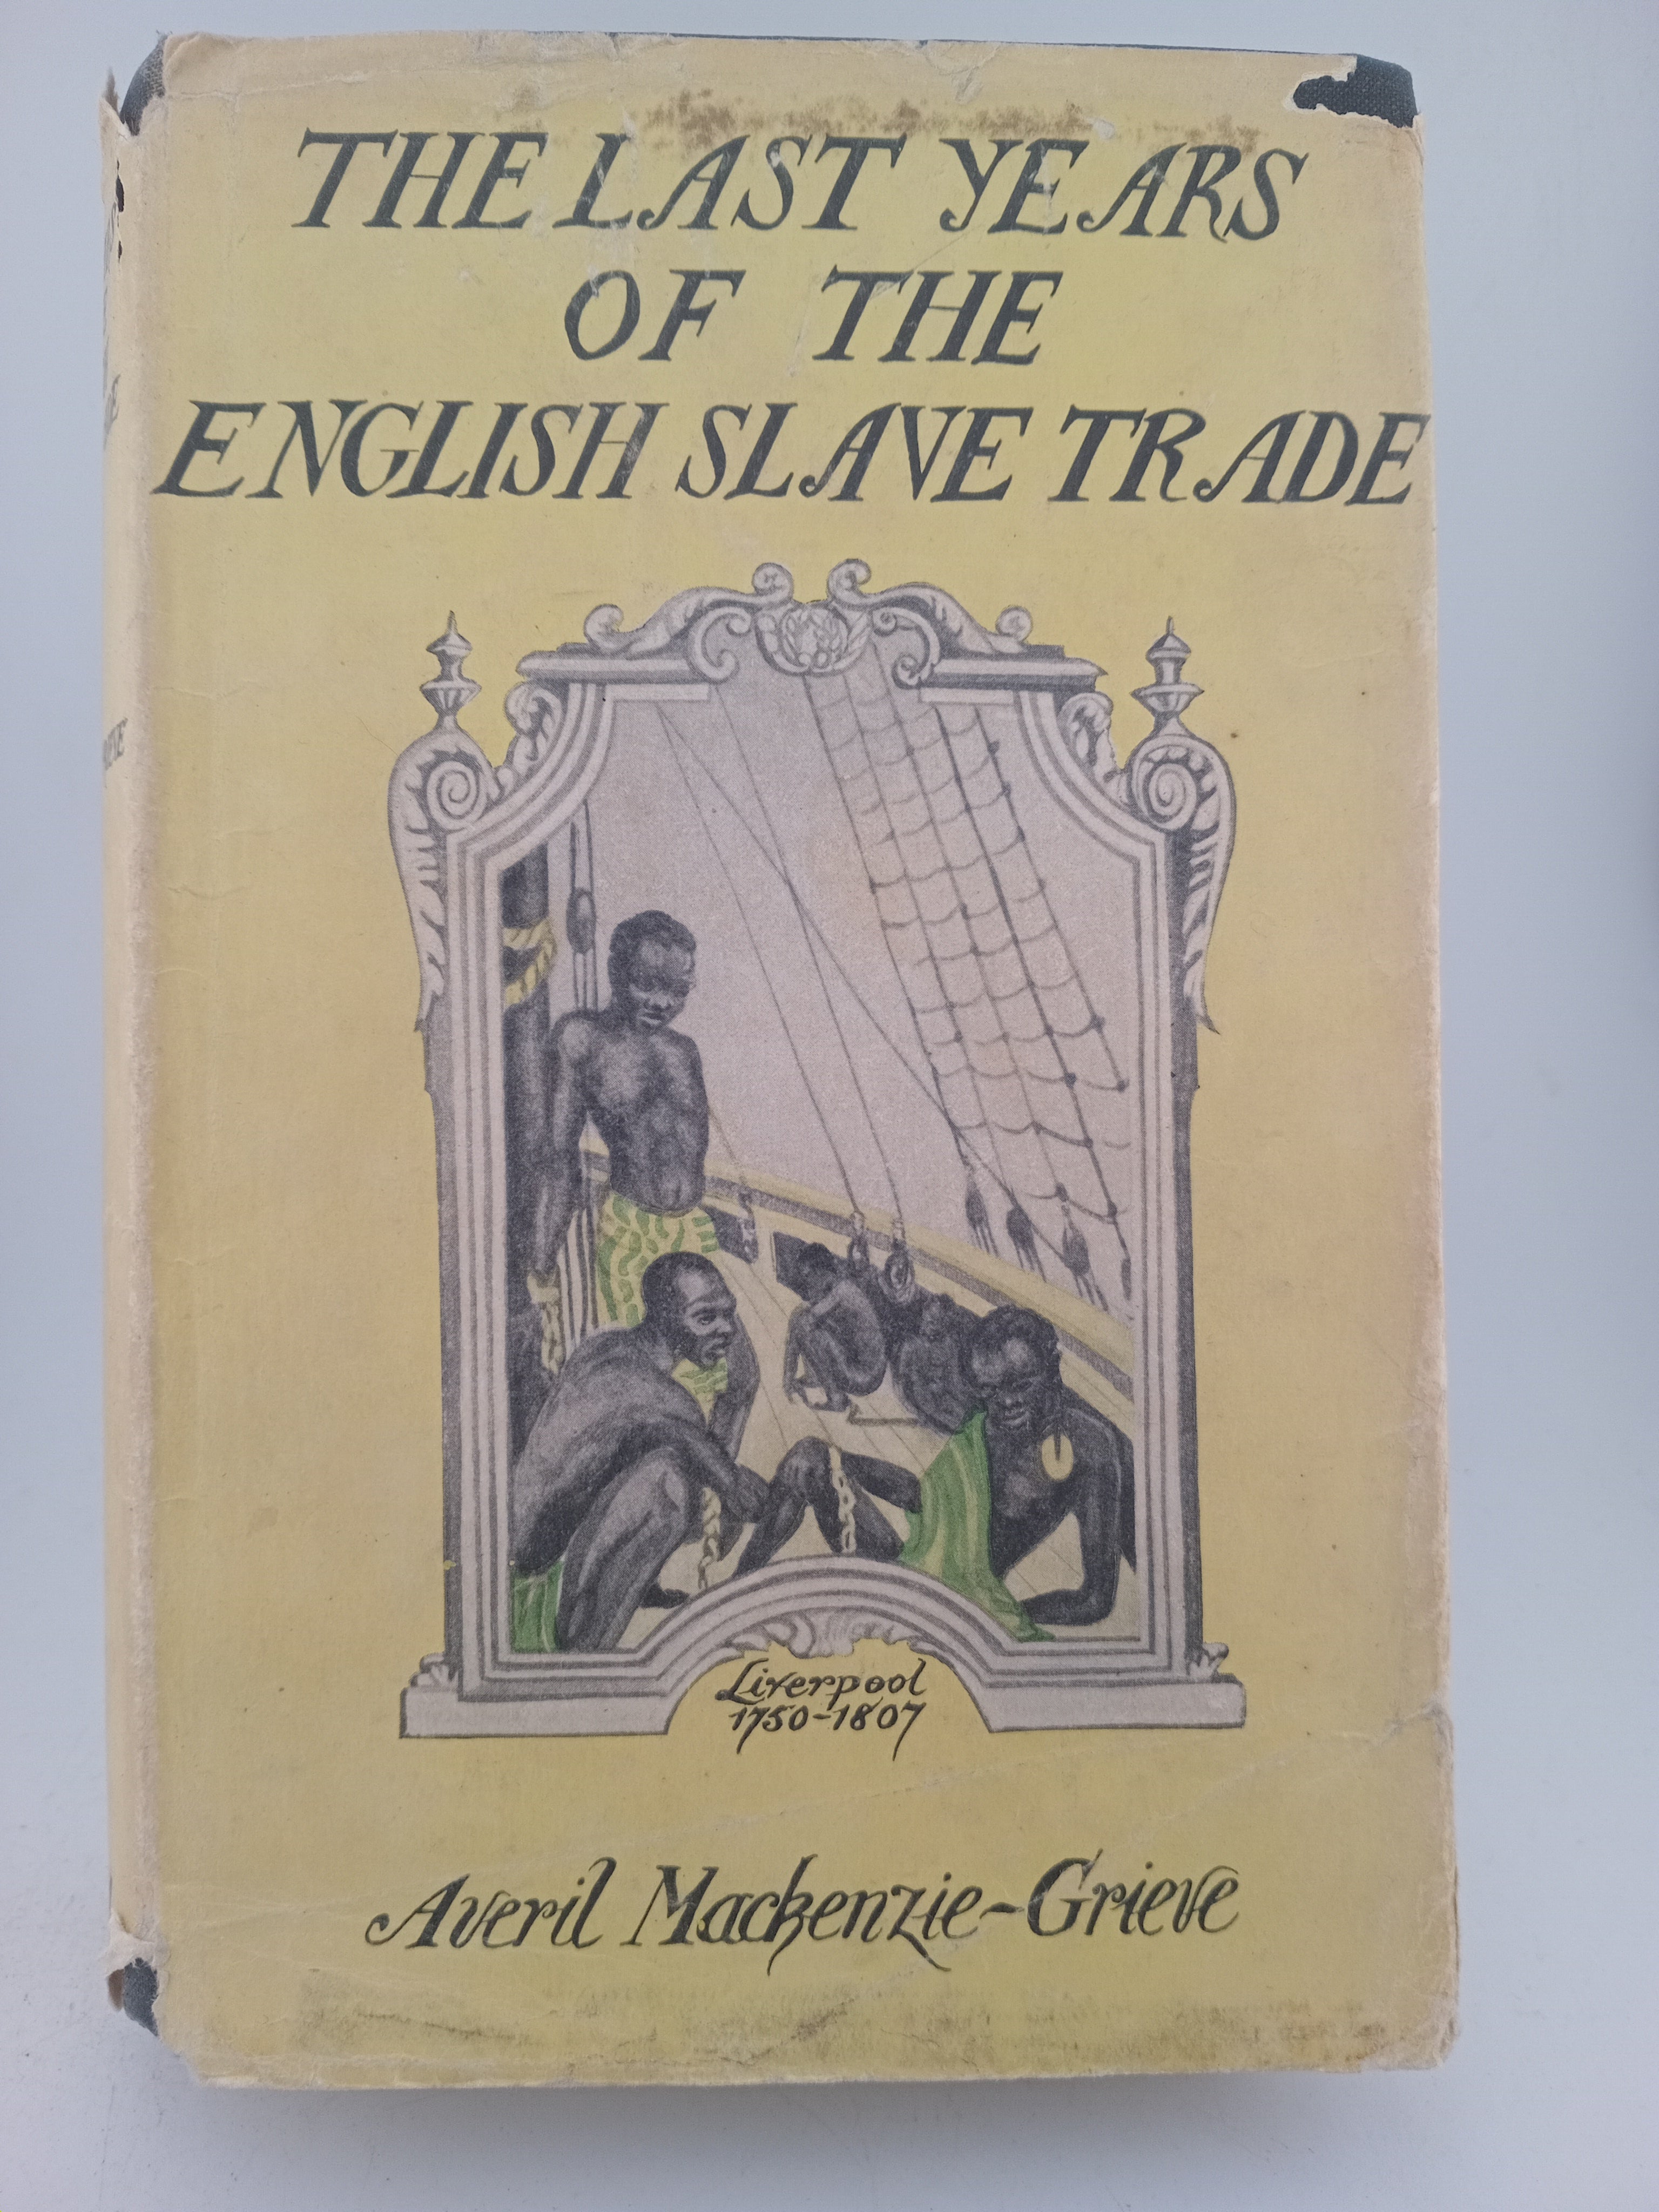 THE LAST YEARS
OF THE
ENGLISH SLAVE TRADE
Liverpool
1750-1807
Averil Mackenzie-Grieve